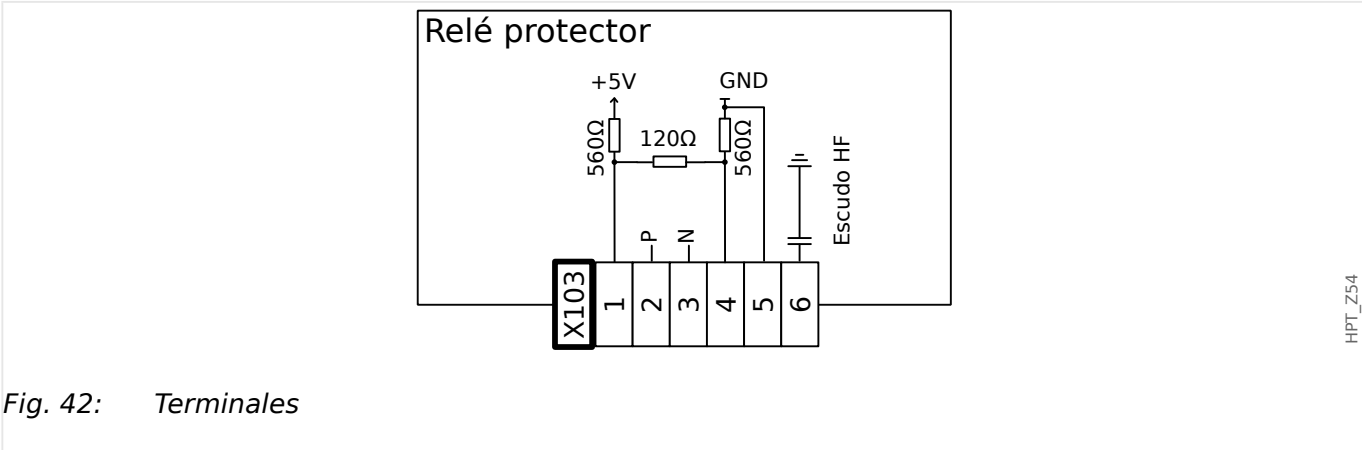 Relé protector
+5V
GND
560Ω
120Ω
560Ω
Escudo HF
P
N
X103
1
2
3
4
5
6
HPT_Z54
Fig. 42: Terminales